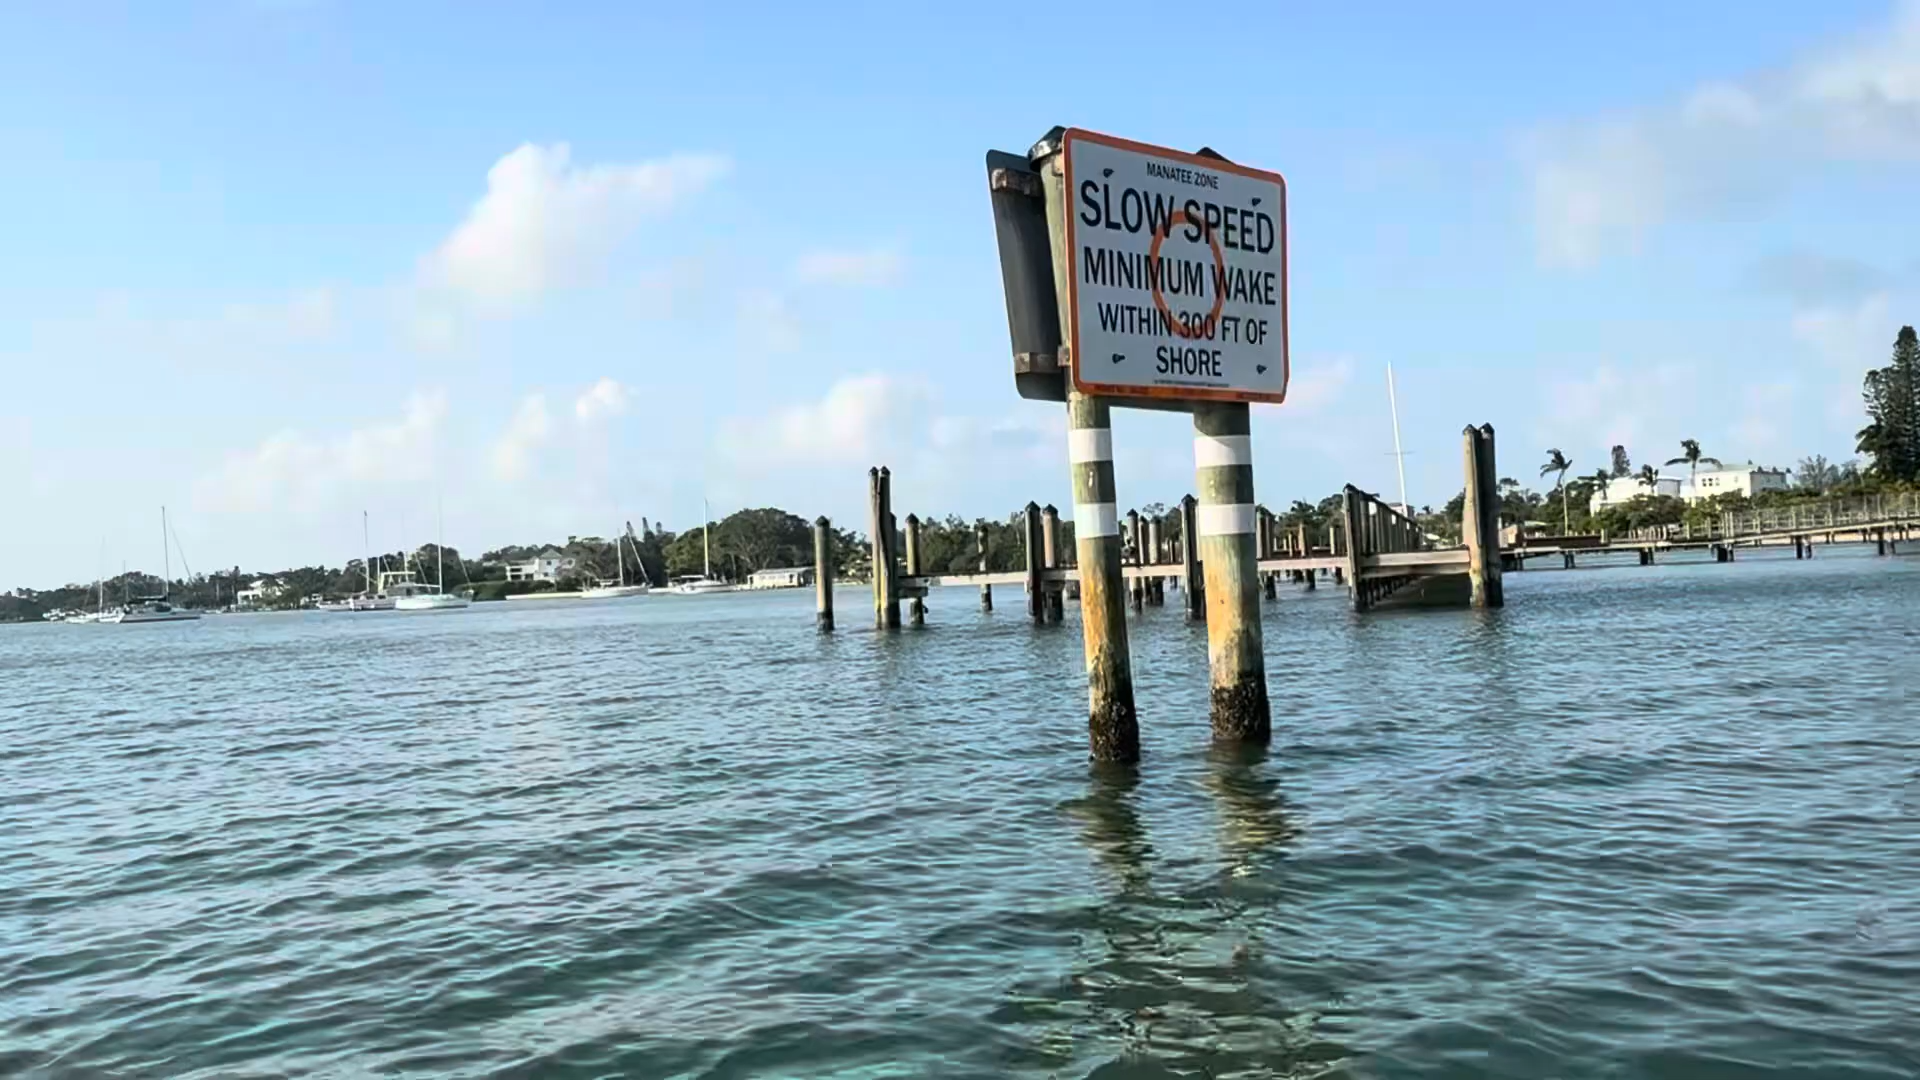 MANATEE ZONE
SLOW SPEED
MINIMUM WAKE
WITHIN 300 FT OF
SHORE